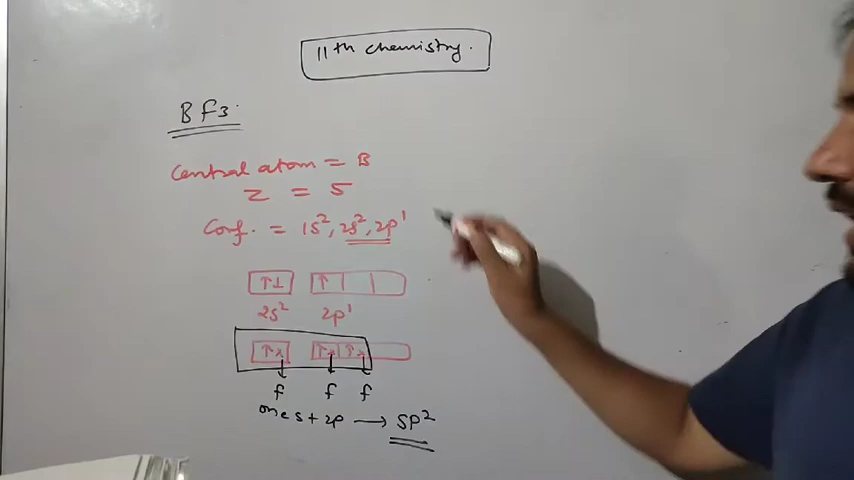 11th chemistry.
BF3.
Central atom = B
Z = 5
Conf. = 1s², 2s², 2p¹
↑↓ ↑
2s² 2p¹
↑x ↑x ↑x
f f f
one s + 2p → SP²